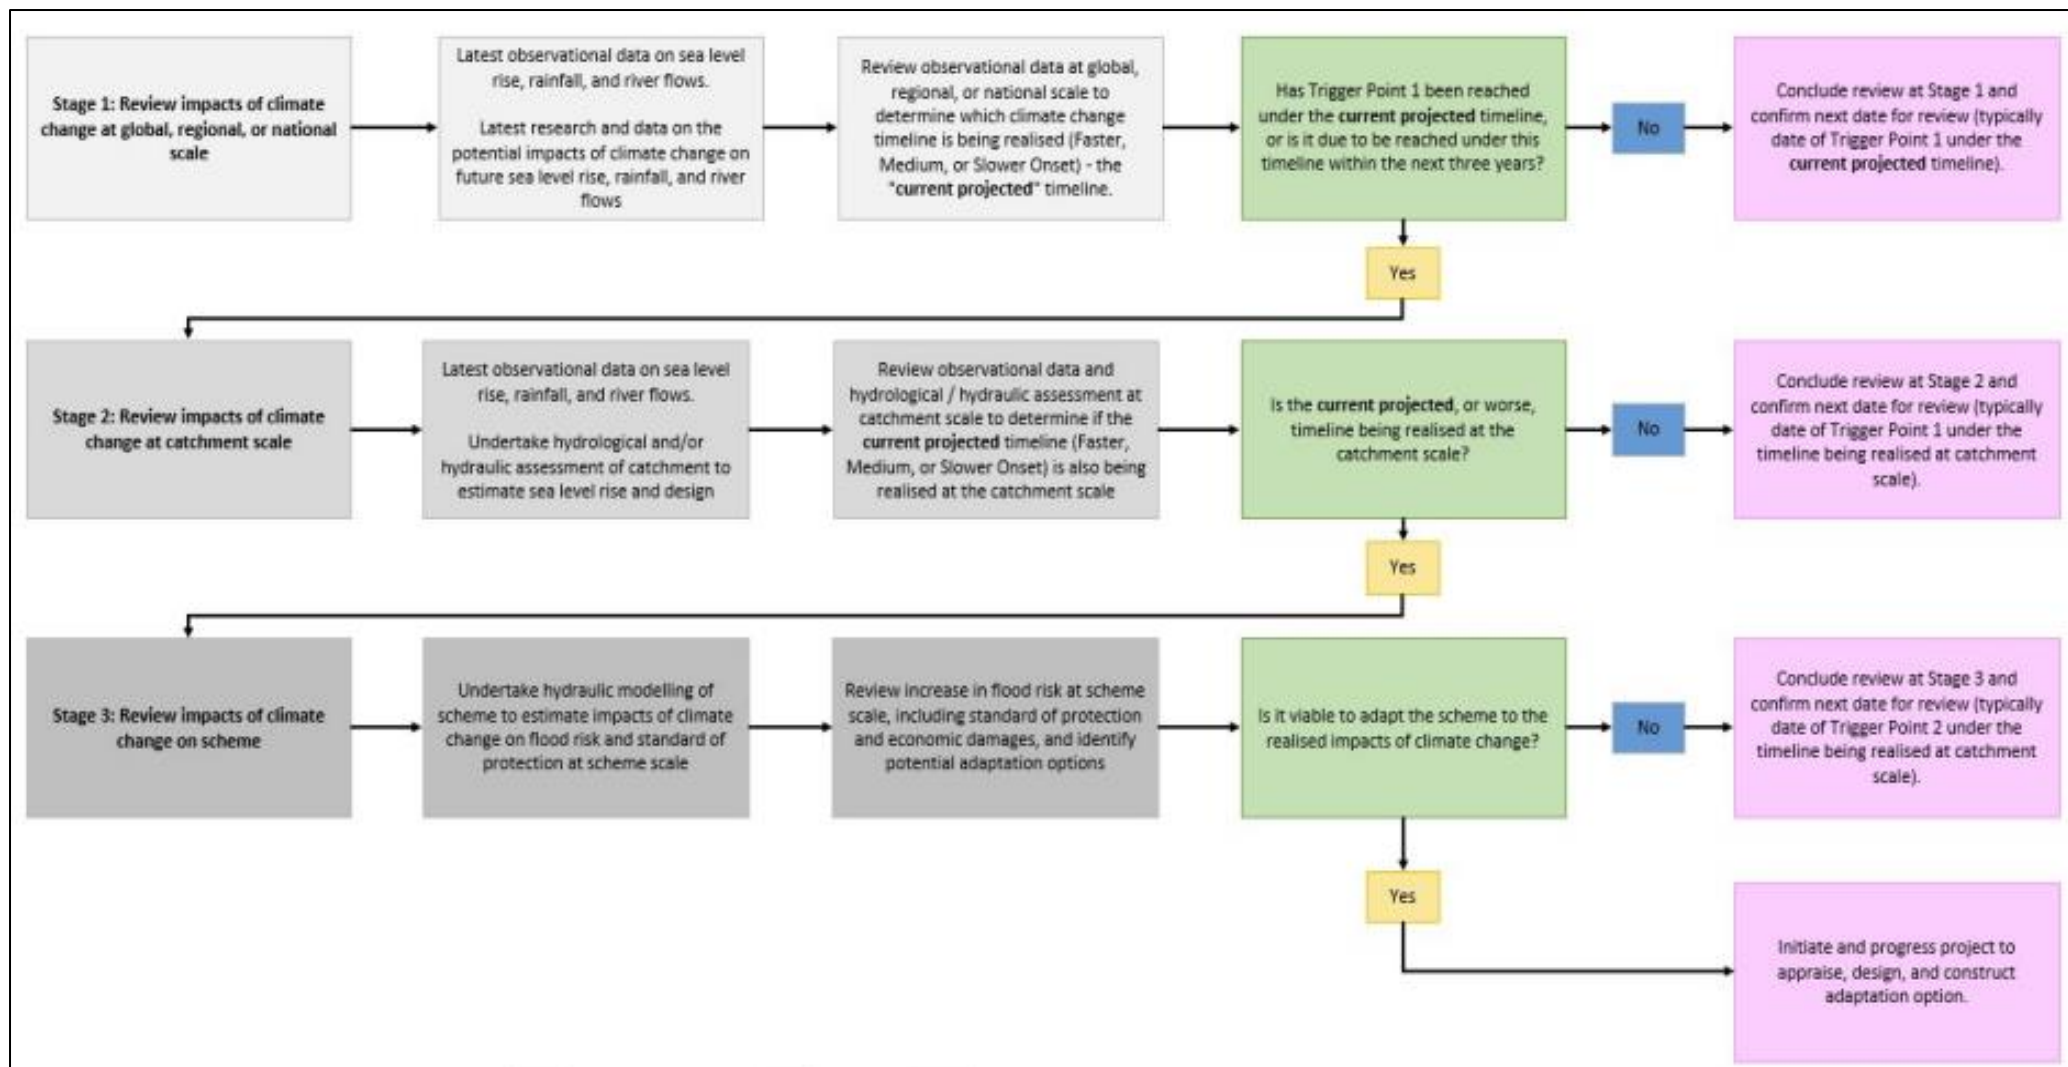 Stage 1: Review impacts of climate
change at global, regional, or national
scale
Latest observational data on sea level
rise, rainfall, and river flows.
Latest research and data on the
potential impacts of climate change on
future sea level rise, rainfall, and river
flows
Review observational data at global,
regional, or national scale to
determine which climate change
timeline is being realised (Faster,
Medium, or Slower Onset) - the
"current projected" timeline.
Has Trigger Point 1 been reached
under the current projected timeline,
or is it due to be reached under this
timeline within the next three years?
No
Conclude review at Stage 1 and
confirm next date for review (typically
date of Trigger Point 1 under the
current projected timeline).
Yes
Stage 2: Review impacts of climate
change at catchment scale
Latest observational data on sea level
rise, rainfall, and river flows.
Undertake hydrological and/or
hydraulic assessment of catchment to
estimate sea level rise and design
Review observational data and
hydrological / hydraulic assessment at
catchment scale to determine if the
current projected timeline (Faster,
Medium, or Slower Onset) is also being
realised at the catchment scale
Is the current projected, or worse,
timeline being realised at the
catchment scale?
No
Conclude review at Stage 2 and
confirm next date for review (typically
date of Trigger Point 1 under the
timeline being realised at catchment
scale).
Yes
Stage 3: Review impacts of climate
change on scheme
Undertake hydraulic modelling of
scheme to estimate impacts of climate
change on flood risk and standard of
protection at scheme scale
Review increase in flood risk at scheme
scale, including standard of protection
and economic damages, and identify
potential adaptation options
Is it viable to adapt the scheme to the
realised impacts of climate change?
No
Conclude review at Stage 3 and
confirm next date for review (typically
date of Trigger Point 2 under the
timeline being realised at catchment
scale).
Yes
Initiate and progress project to
appraise, design, and construct
adaptation option.